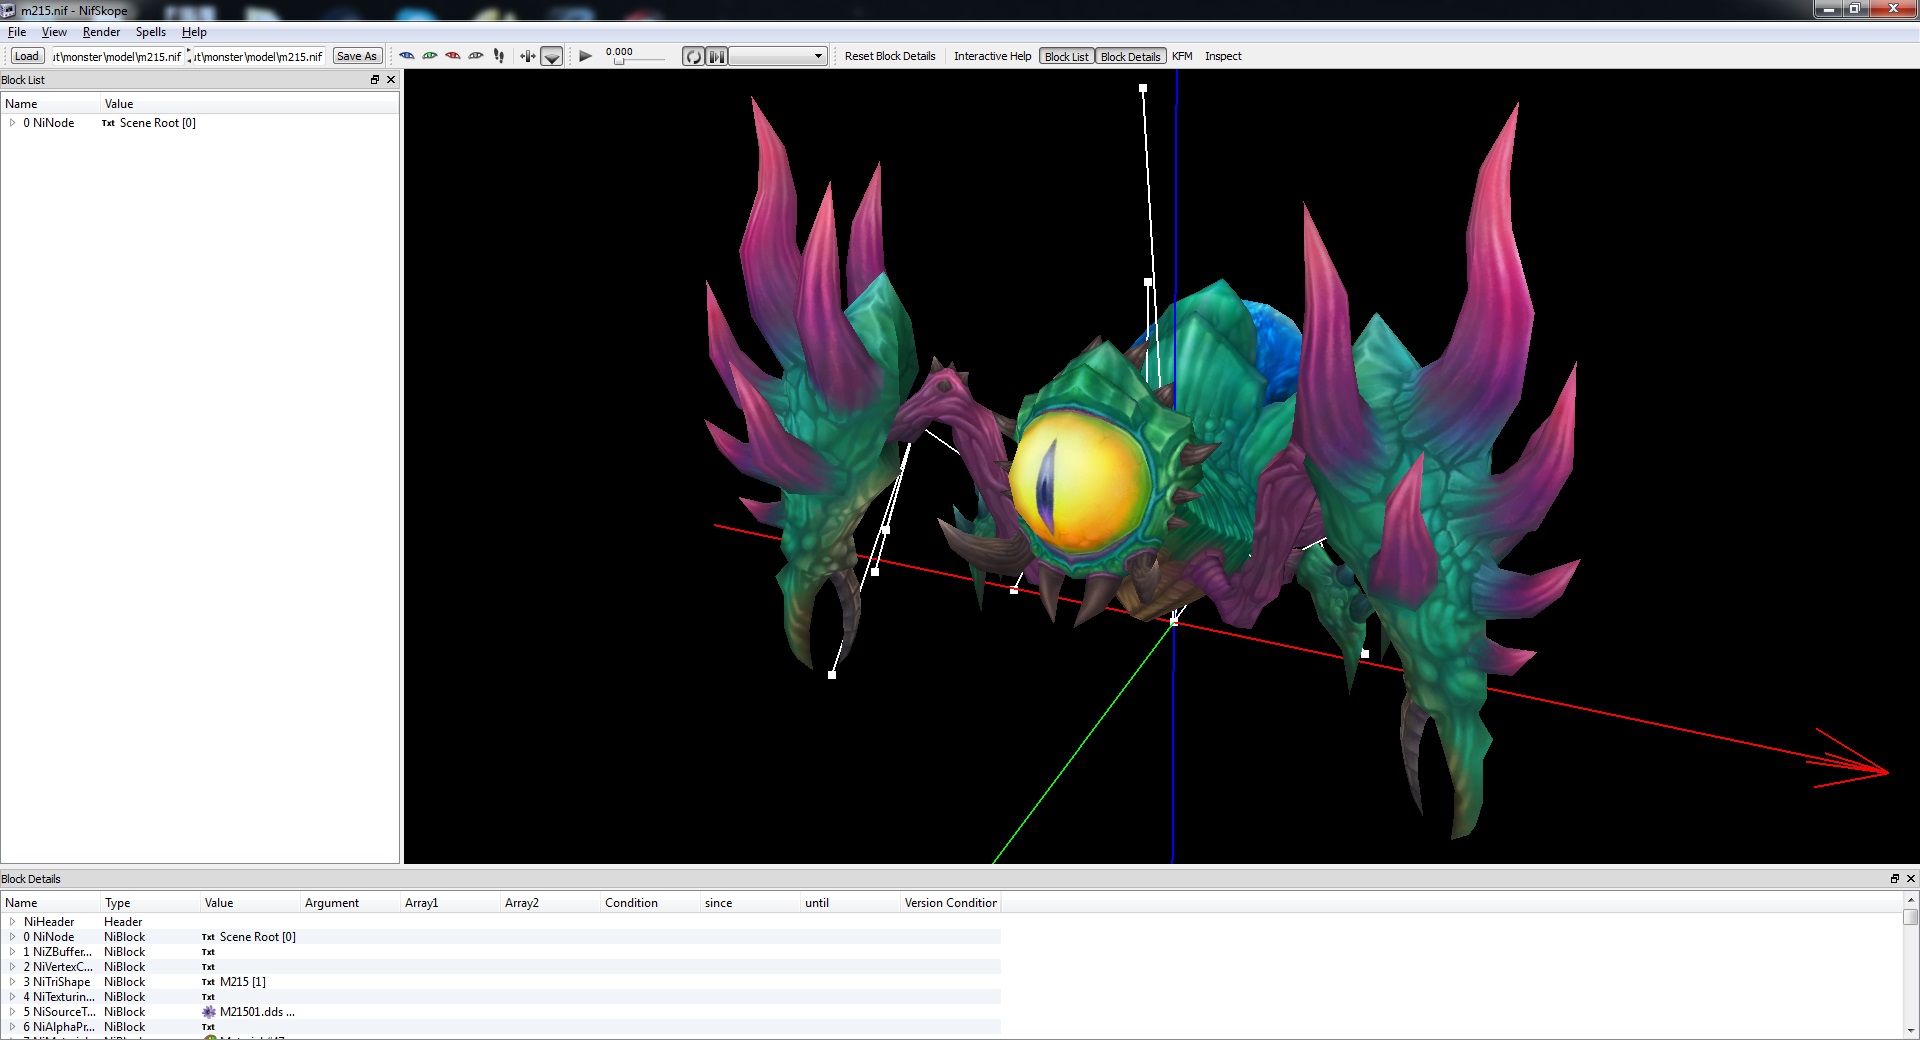 m215.nif - NifSkope
File View Render Spells Help
Load ut\monster\model\m215.nif ut\monster\model\m215.nif Save As 0.000 Reset Block Details Interactive Help Block List Block Details KFM Inspect
Block List
Name Value
0 NiNode Txt Scene Root [0]
Block Details
Name Type Value Argument Array1 Array2 Condition since until Version Condition
NiHeader Header
0 NiNode NiBlock Txt Scene Root [0]
1 NiZBuffer... NiBlock Txt
2 NiVertexC... NiBlock Txt
3 NiTriShape NiBlock Txt M215 [1]
4 NiTexturin... NiBlock Txt
5 NiSourceT... NiBlock M21501.dds ...
6 NiAlphaPr... NiBlock Txt